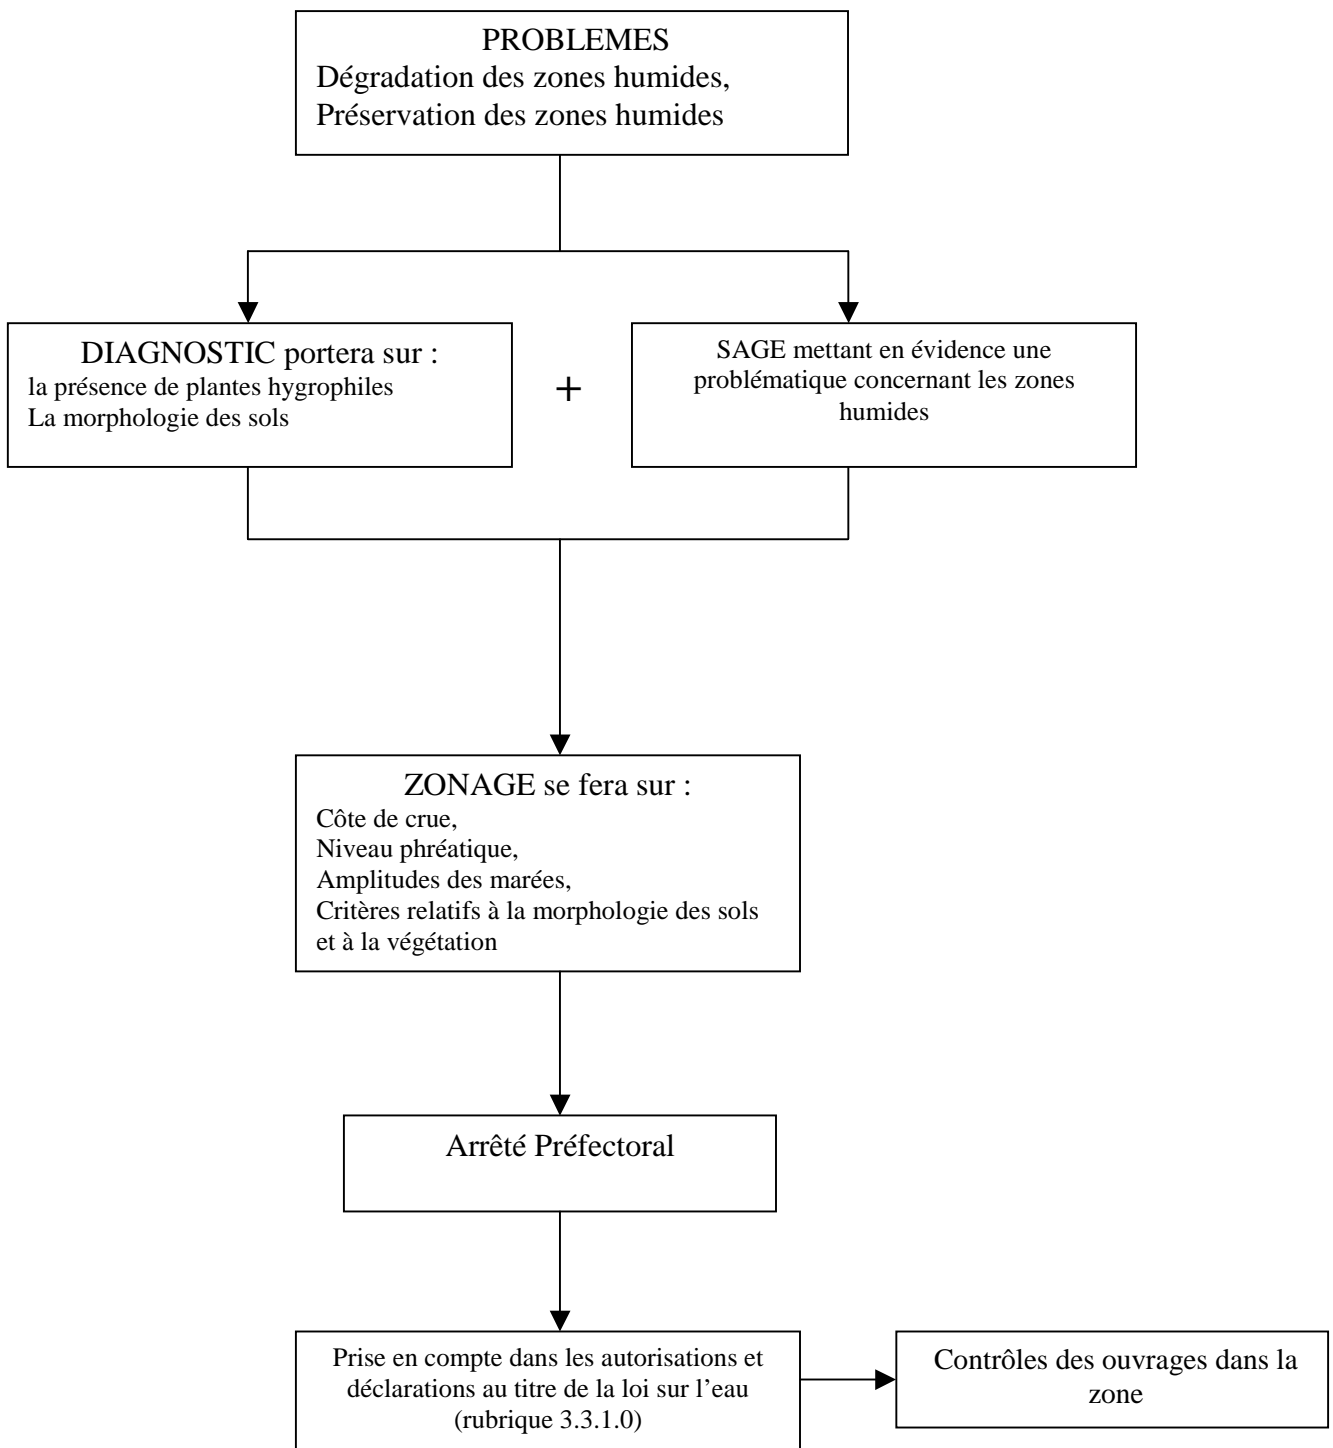 PROBLEMES
Dégradation des zones humides,
Préservation des zones humides
DIAGNOSTIC portera sur :
la présence de plantes hygrophiles
La morphologie des sols
+
SAGE mettant en évidence une
problématique concernant les zones
humides
ZONAGE se fera sur :
Côte de crue,
Niveau phréatique,
Amplitudes des marées,
Critères relatifs à la morphologie des sols
et à la végétation
Arrêté Préfectoral
Prise en compte dans les autorisations et
déclarations au titre de la loi sur l’eau
(rubrique 3.3.1.0)
Contrôles des ouvrages dans la
zone